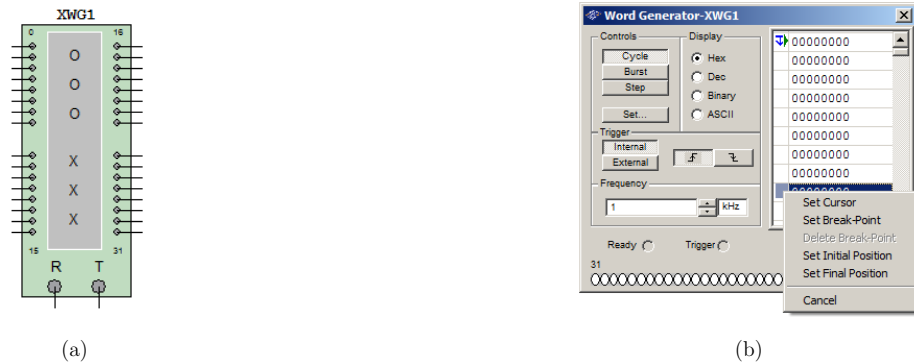 XWG1
0 16
O
O
O
X
X
X
15 31
R T
(a)
Word Generator-XWG1
Controls
Cycle
Burst
Step
Set...
Display
Hex
Dec
Binary
ASCII
Trigger
Internal
External
Frequency
1 kHz
Ready Trigger
31
00000000
00000000
00000000
00000000
00000000
00000000
00000000
00000000
00000000
Set Cursor
Set Break-Point
Delete Break-Point
Set Initial Position
Set Final Position
Cancel
(b)